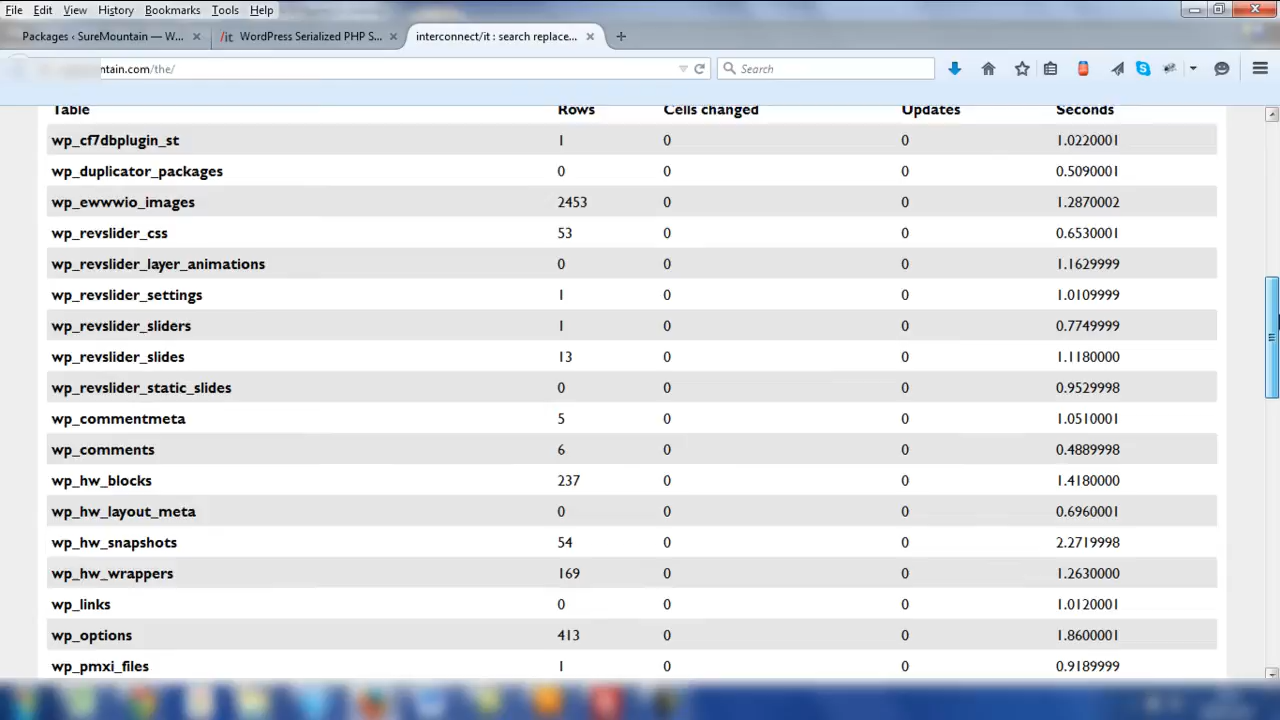 File Edit View History Bookmarks Tools Help
Packages ‹ SureMountain — W... × /it WordPress Serialized PHP S... × interconnect/it : search replace... × +
ntain.com/the/ Search
Table Rows Cells changed Updates Seconds
wp_cf7dbplugin_st 1 0 0 1.0220001
wp_duplicator_packages 0 0 0 0.5090001
wp_ewwwio_images 2453 0 0 1.2870002
wp_revslider_css 53 0 0 0.6530001
wp_revslider_layer_animations 0 0 0 1.1629999
wp_revslider_settings 1 0 0 1.0109999
wp_revslider_sliders 1 0 0 0.7749999
wp_revslider_slides 13 0 0 1.1180000
wp_revslider_static_slides 0 0 0 0.9529998
wp_commentmeta 5 0 0 1.0510001
wp_comments 6 0 0 0.4889998
wp_hw_blocks 237 0 0 1.4180000
wp_hw_layout_meta 0 0 0 0.6960001
wp_hw_snapshots 54 0 0 2.2719998
wp_hw_wrappers 169 0 0 1.2630000
wp_links 0 0 0 1.0120001
wp_options 413 0 0 1.8600001
wp_pmxi_files 1 0 0 0.9189999